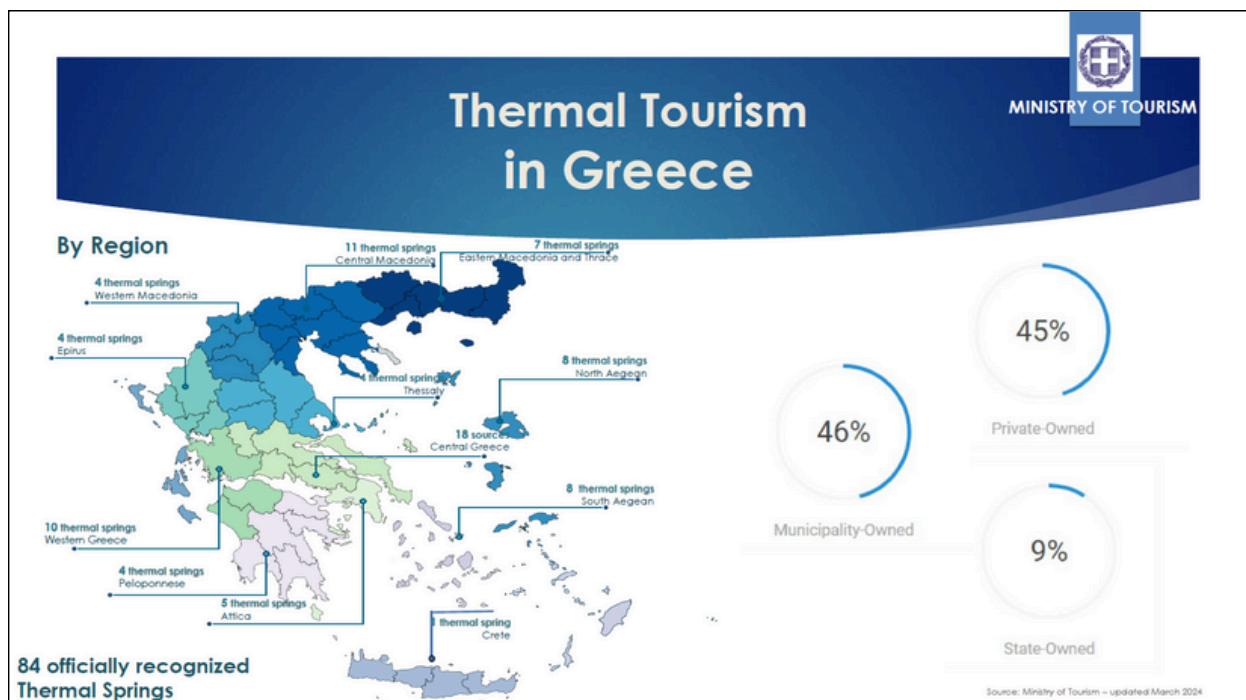 Thermal Tourism
in Greece
MINISTRY OF TOURISM
By Region
11 thermal springs
Central Macedonia
7 thermal springs
Eastern Macedonia and Thrace
4 thermal springs
Western Macedonia
4 thermal springs
Epirus
8 thermal springs
North Aegean
4 thermal springs
Thessaly
18 sources
Central Greece
8 thermal springs
South Aegean
10 thermal springs
Western Greece
4 thermal springs
Peloponnese
5 thermal springs
Attica
1 thermal spring
Crete
84 officially recognized
Thermal Springs
45%
Private-Owned
46%
Municipality-Owned
9%
State-Owned
Source: Ministry of Tourism – updated March 2024